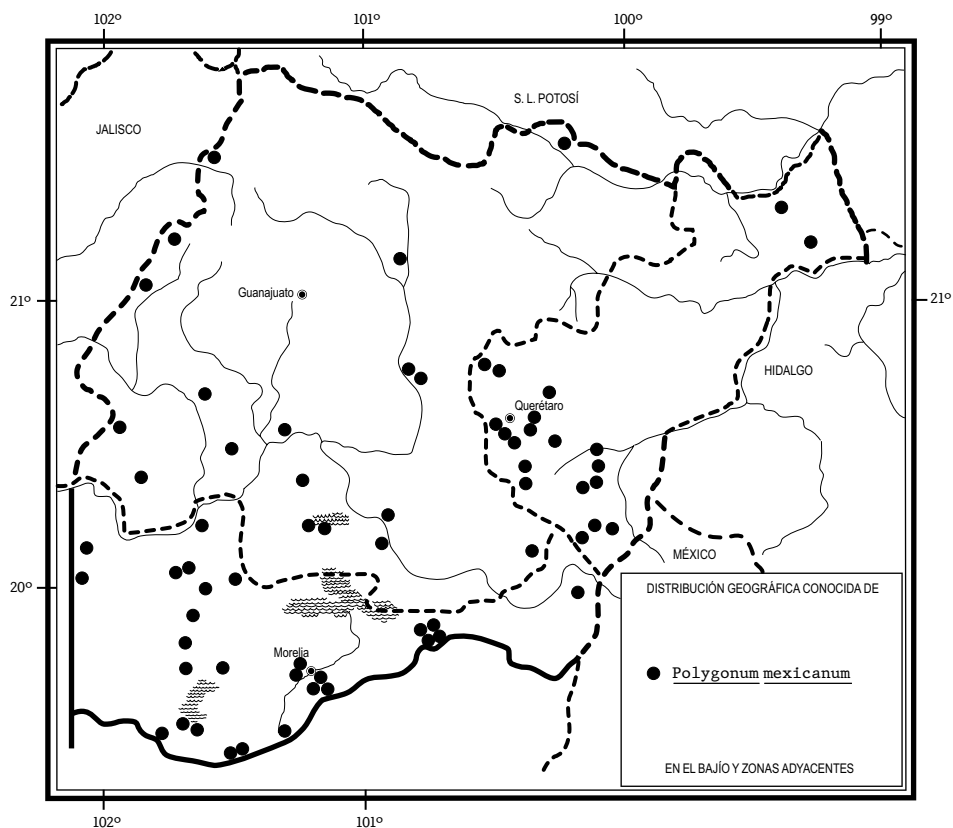 102º 101º 100º 99º
S. L. POTOSÍ
JALISCO
Guanajuato
21º 21º
HIDALGO
Querétaro
MÉXICO
20º
DISTRIBUCIÓN GEOGRÁFICA CONOCIDA DE
Morelia
Polygonum mexicanum
EN EL BAJÍO Y ZONAS ADYACENTES
102º 101º